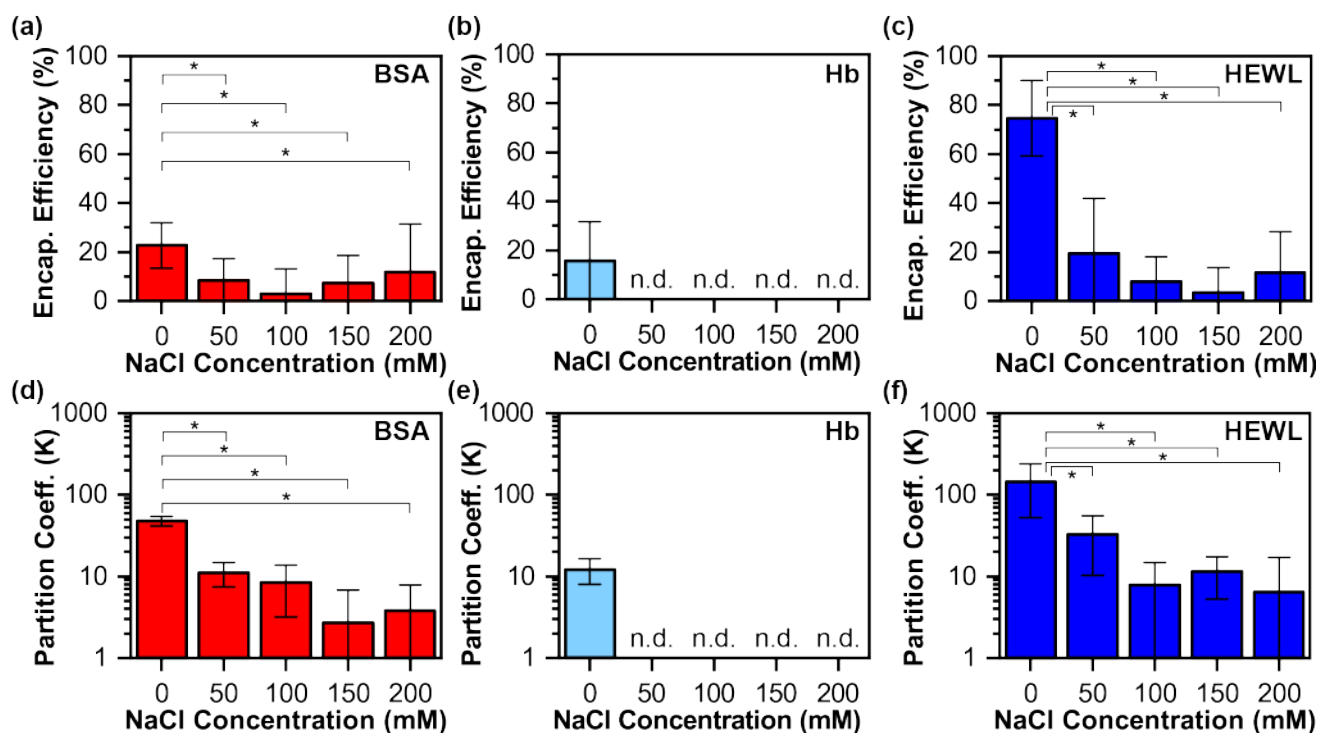 (a)
BSA
Encap. Efficiency (%)
100
80
60
40
20
0
*
*
*
*
0 50 100 150 200
NaCl Concentration (mM)
(b)
Hb
Encap. Efficiency (%)
100
80
60
40
20
0
n.d. n.d. n.d. n.d.
0 50 100 150 200
NaCl Concentration (mM)
(c)
HEWL
Encap. Efficiency (%)
100
80
60
40
20
0
*
*
*
*
0 50 100 150 200
NaCl Concentration (mM)
(d)
BSA
Partition Coeff. (K)
1000
100
10
1
*
*
*
*
0 50 100 150 200
NaCl Concentration (mM)
(e)
Hb
Partition Coeff. (K)
1000
100
10
1
n.d. n.d. n.d. n.d.
0 50 100 150 200
NaCl Concentration (mM)
(f)
HEWL
Partition Coeff. (K)
1000
100
10
1
*
*
*
*
0 50 100 150 200
NaCl Concentration (mM)